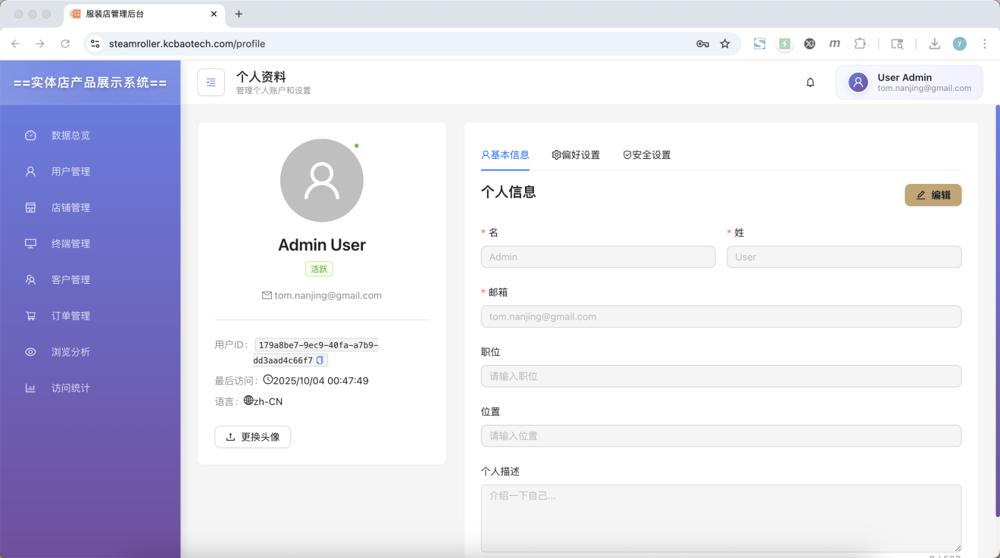 服装店管理后台
steamroller.kcbaotech.com/profile
y
==实体店产品展示系统==
个人资料
管理个人账户和设置
User Admin
tom.nanjing@gmail.com
数据总览
用户管理
店铺管理
终端管理
客户管理
订单管理
浏览分析
访问统计
Admin User
活跃
tom.nanjing@gmail.com
用户ID: 179a8be7-9ec9-40fa-a7b9-
dd3aad4c66f7
最后访问: 2025/10/04 00:47:49
语言: zh-CN
更换头像
基本信息 偏好设置 安全设置
个人信息
编辑
* 名
Admin
* 姓
User
* 邮箱
tom.nanjing@gmail.com
职位
请输入职位
位置
请输入位置
个人描述
介绍一下自己...